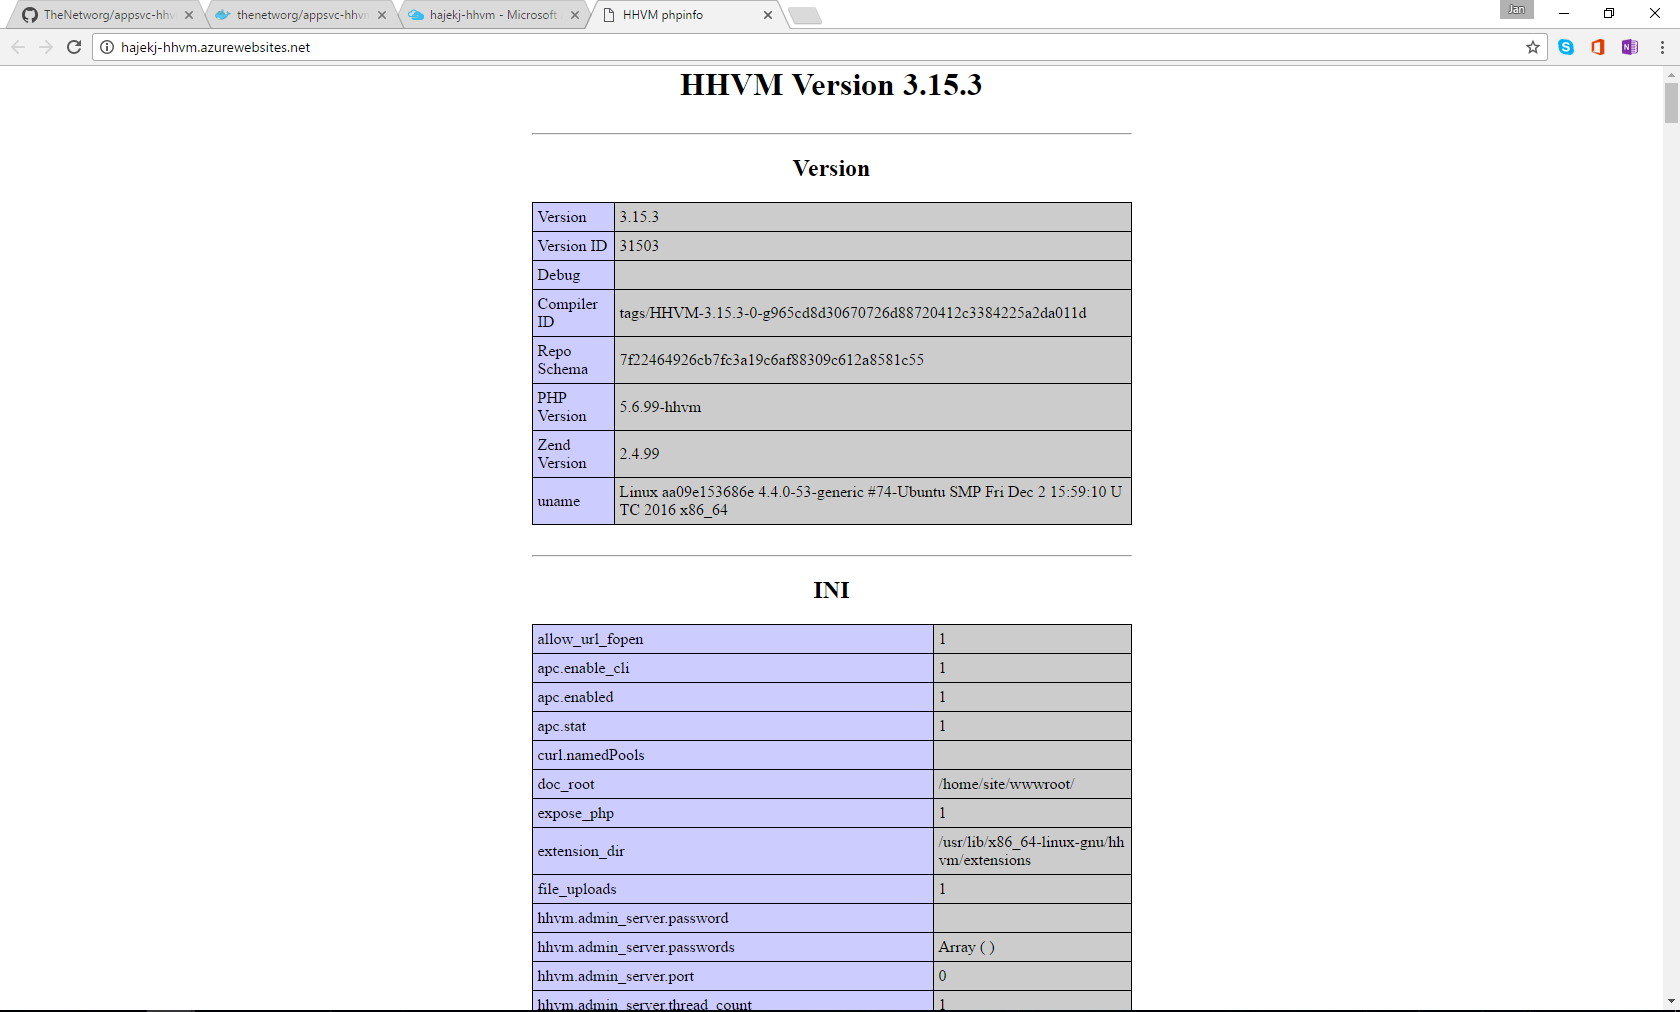 TheNetworg/appsvc-hhv
thenetworg/appsvc-hhvm
hajekj-hhvm - Microsoft
HHVM phpinfo
Jan
hajekj-hhvm.azurewebsites.net
HHVM Version 3.15.3
Version
Version 3.15.3
Version ID 31503
Debug
Compiler
ID
tags/HHVM-3.15.3-0-g965cd8d30670726d88720412c3384225a2da011d
Repo
Schema
7f22464926cb7fc3a19c6af88309c612a8581c55
PHP
Version
5.6.99-hhvm
Zend
Version
2.4.99
uname
Linux aa09e153686e 4.4.0-53-generic #74-Ubuntu SMP Fri Dec 2 15:59:10 U
TC 2016 x86_64
INI
allow_url_fopen 1
apc.enable_cli 1
apc.enabled 1
apc.stat 1
curl.namedPools
doc_root /home/site/wwwroot/
expose_php 1
extension_dir
/usr/lib/x86_64-linux-gnu/hh
vm/extensions
file_uploads 1
hhvm.admin_server.password
hhvm.admin_server.passwords Array ( )
hhvm.admin_server.port 0
hhvm.admin_server.thread_count 1